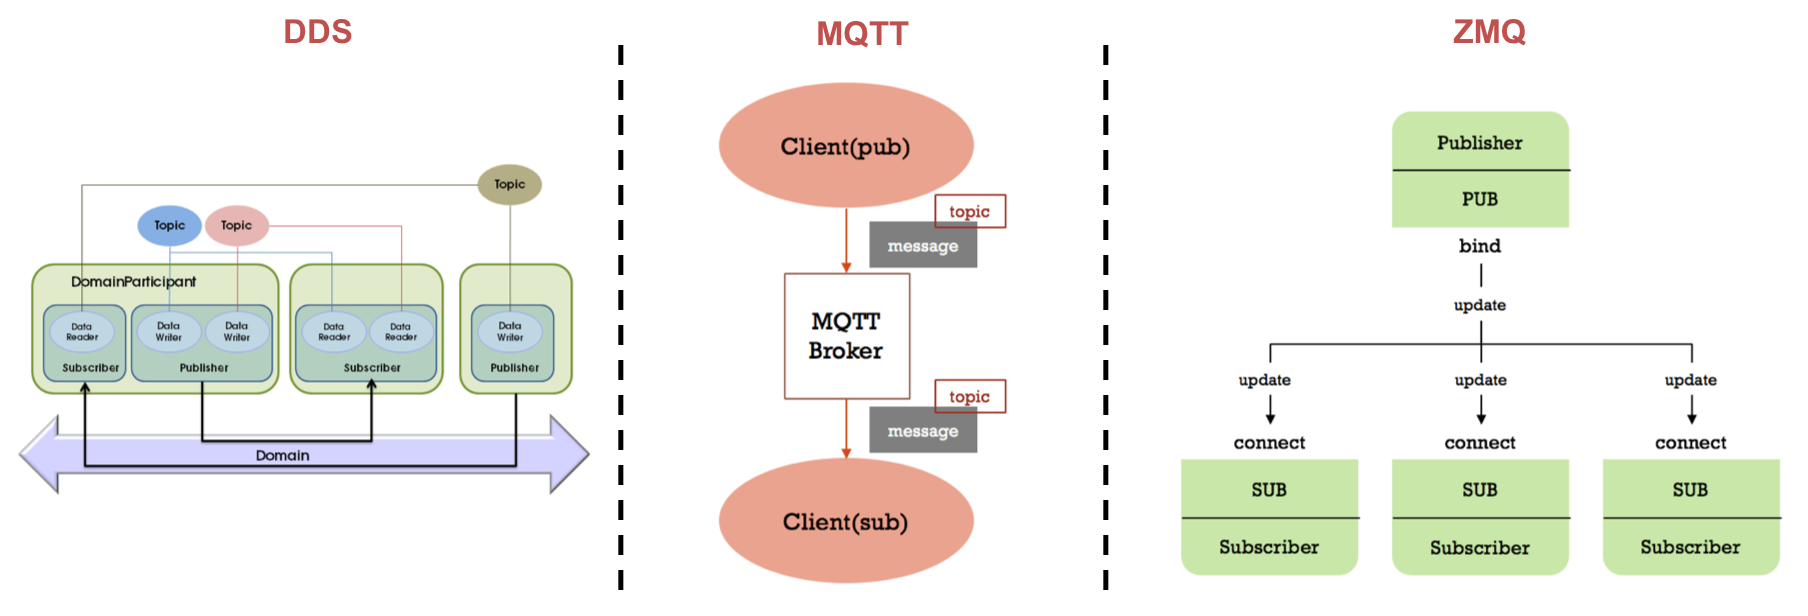 DDS
Topic
Topic
Topic
DomainParticipant
Data
Reader
Data
Writer
Data
Writer
Data
Reader
Data
Reader
Data
Writer
Subscriber
Publisher
Subscriber
Publisher
Domain
MQTT
Client(pub)
topic
message
MQTT
Broker
topic
message
Client(sub)
ZMQ
Publisher
PUB
bind
update
update
update
update
connect
connect
connect
SUB
SUB
SUB
Subscriber
Subscriber
Subscriber